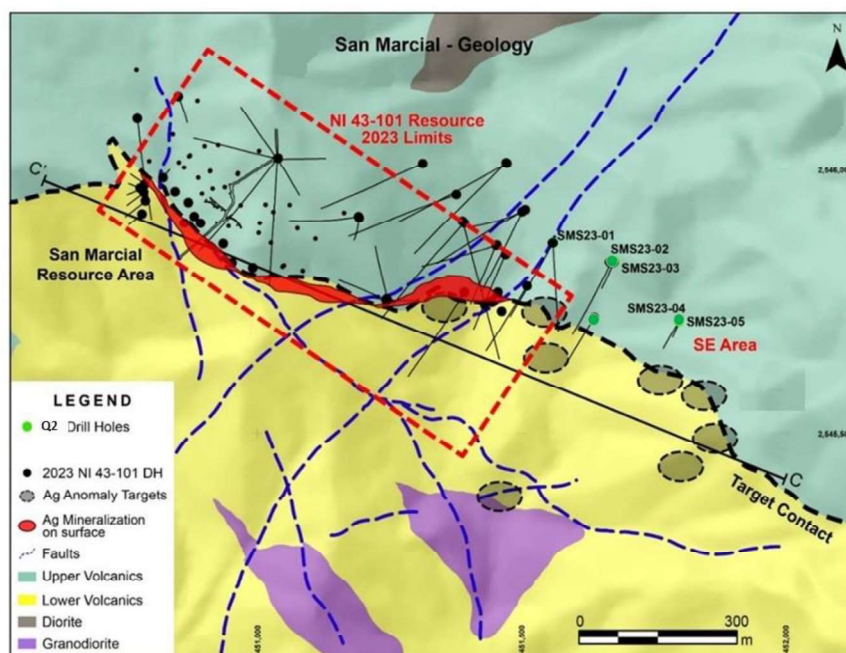 San Marcial - Geology
N
NI 43-101 Resource
2023 Limits
2,546,0
C'
SMS23-01
SMS23-02
SMS23-03
San Marcial
Resource Area
SMS23-04
SMS23-05
SE Area
LEGEND
Q2 Drill Holes
2023 NI 43-101 DH
Ag Anomaly Targets
Ag Mineralization
on surface
Faults
Upper Volcanics
Lower Volcanics
Diorite
Granodiorite
2,545,5
C
Target Contact
0 300
m
451,000
451,500
452,000